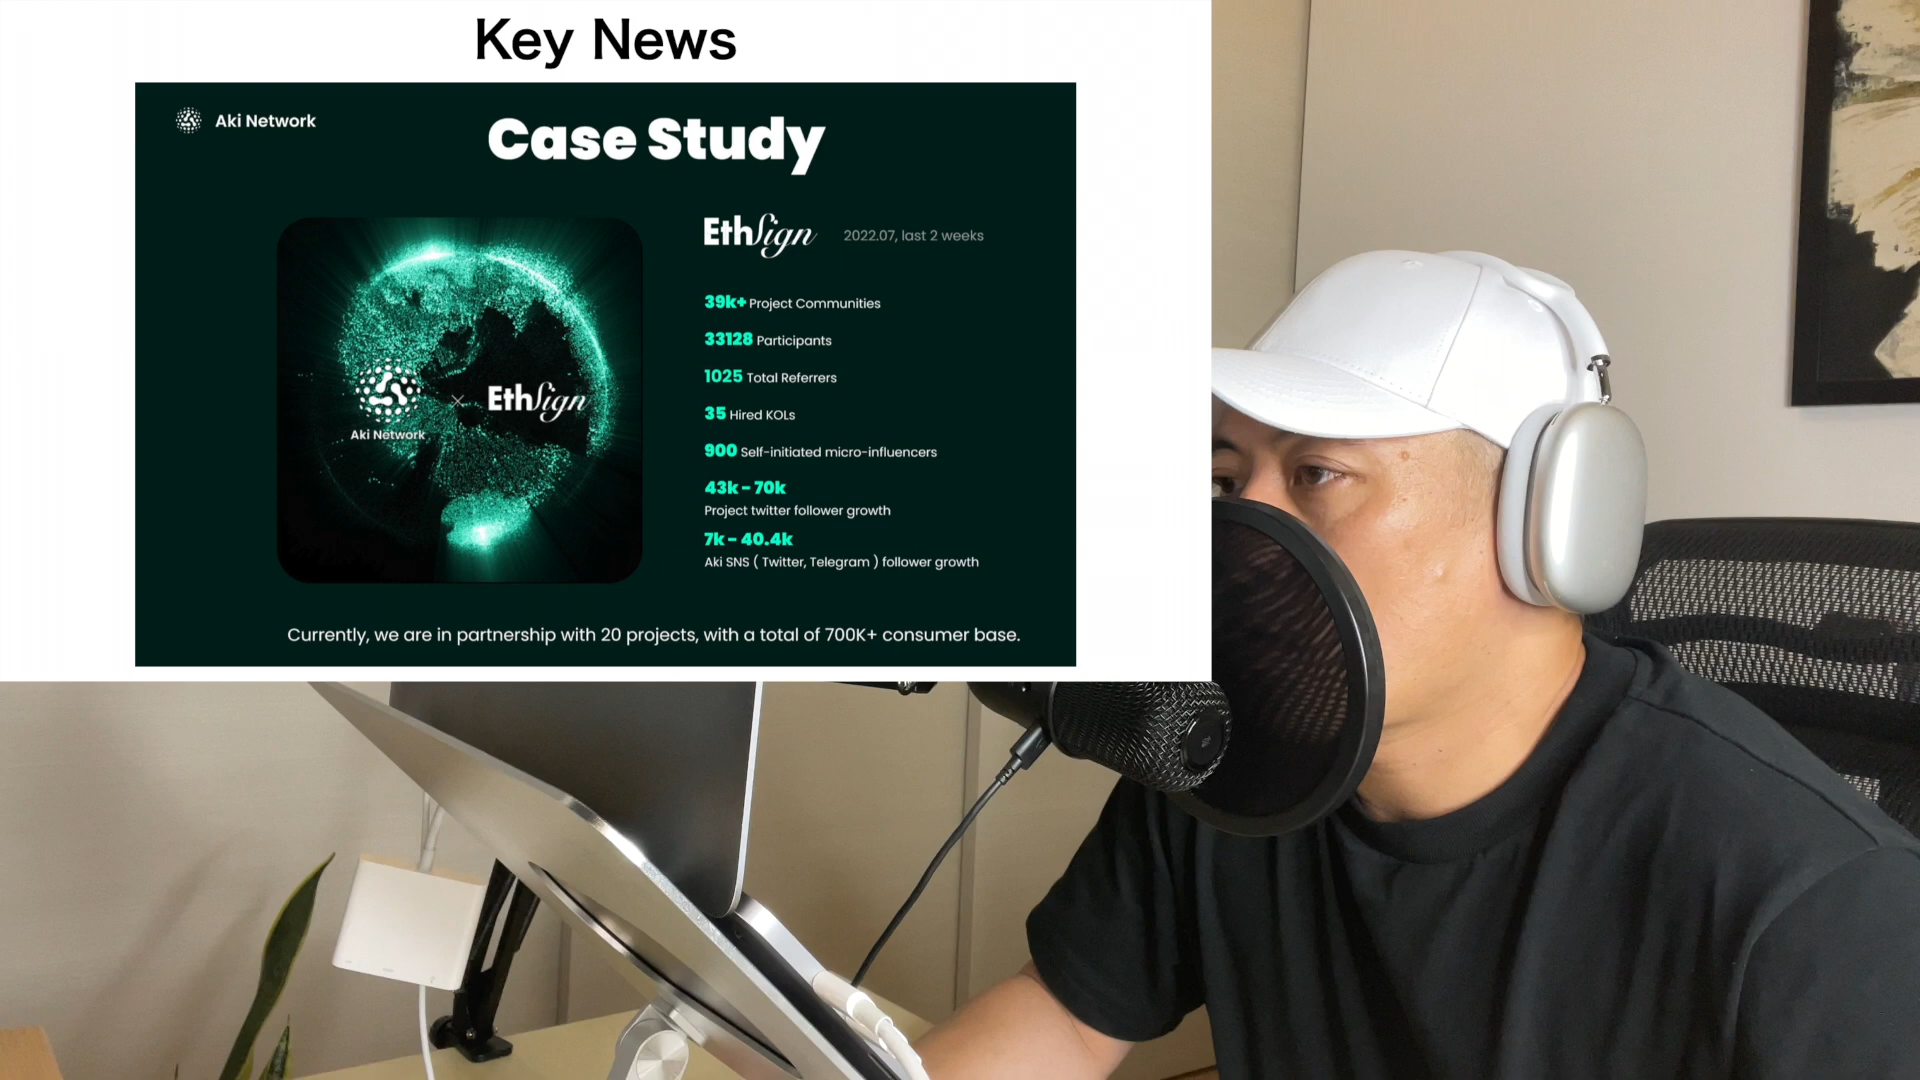 Key News
Aki Network
Case Study
EthSign 2022.07, last 2 weeks
39k+ Project Communities
33128 Participants
1025 Total Referrers
35 Hired KOLs
900 Self-initiated micro-influencers
43k - 70k
Project twitter follower growth
7k - 40.4k
Aki SNS ( Twitter, Telegram ) follower growth
Aki Network × EthSign
Currently, we are in partnership with 20 projects, with a total of 700K+ consumer base.